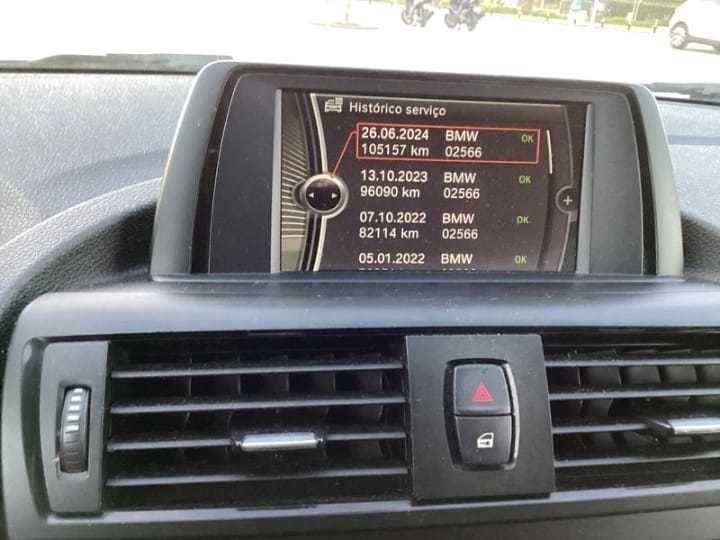 Histórico serviço
26.06.2024 BMW OK
105157 km 02566
13.10.2023 BMW OK
96090 km 02566
07.10.2022 BMW OK
82114 km 02566
05.01.2022 BMW OK